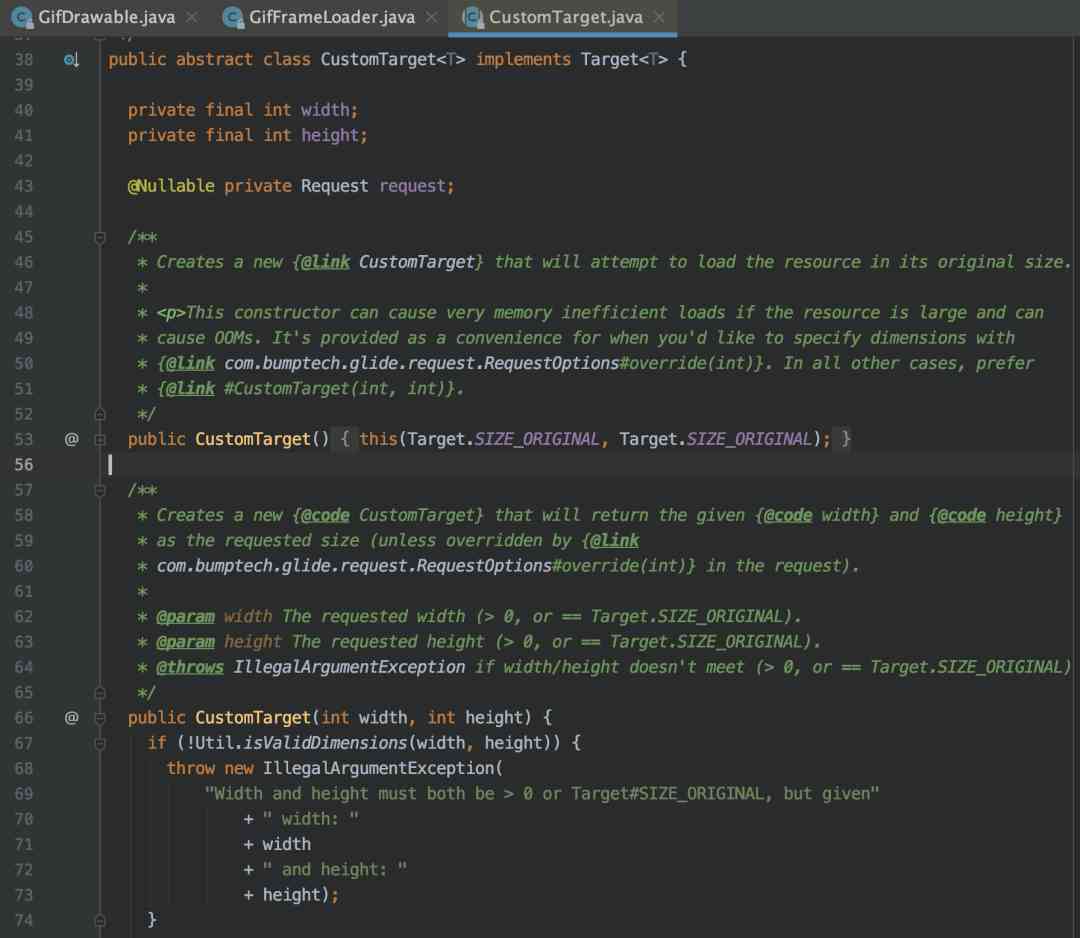 GifDrawable.java × GifFrameLoader.java × CustomTarget.java ×
38 public abstract class CustomTarget<T> implements Target<T> {
39
40 private final int width;
41 private final int height;
42
43 @Nullable private Request request;
44
45 /**
46 * Creates a new {@link CustomTarget} that will attempt to load the resource in its original size.
47 *
48 * <p>This constructor can cause very memory inefficient loads if the resource is large and can
49 * cause OOMs. It's provided as a convenience for when you'd like to specify dimensions with
50 * {@link com.bumptech.glide.request.RequestOptions#override(int)}. In all other cases, prefer
51 * {@link #CustomTarget(int, int)}.
52 */
53 @ public CustomTarget() { this(Target.SIZE_ORIGINAL, Target.SIZE_ORIGINAL); }
56
57 /**
58 * Creates a new {@code CustomTarget} that will return the given {@code width} and {@code height}
59 * as the requested size (unless overridden by {@link
60 * com.bumptech.glide.request.RequestOptions#override(int)} in the request).
61 *
62 * @param width The requested width (> 0, or == Target.SIZE_ORIGINAL).
63 * @param height The requested height (> 0, or == Target.SIZE_ORIGINAL).
64 * @throws IllegalArgumentException if width/height doesn't meet (> 0, or == Target.SIZE_ORIGINAL)
65 */
66 @ public CustomTarget(int width, int height) {
67 if (!Util.isValidDimensions(width, height)) {
68 throw new IllegalArgumentException(
69 "Width and height must both be > 0 or Target#SIZE_ORIGINAL, but given"
70 + " width: "
71 + width
72 + " and height: "
73 + height);
74 }